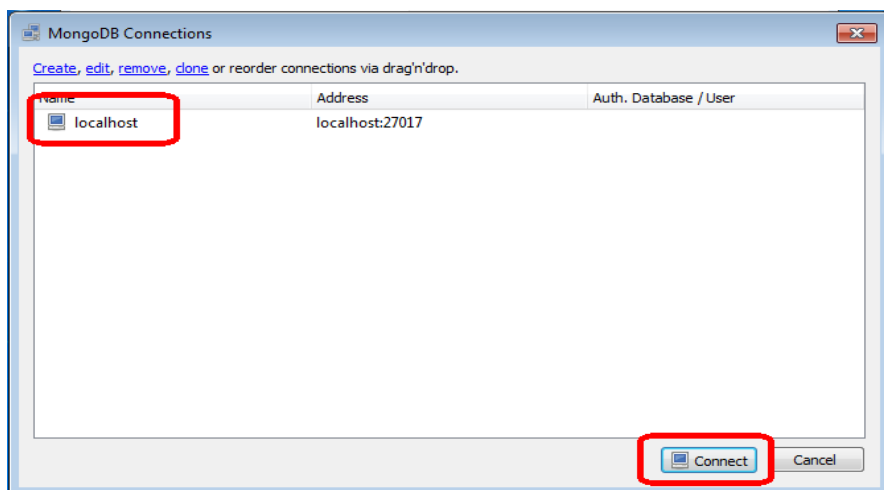 MongoDB Connections
Create, edit, remove, clone or reorder connections via drag'n'drop.
Name Address Auth. Database / User
localhost localhost:27017
Connect Cancel